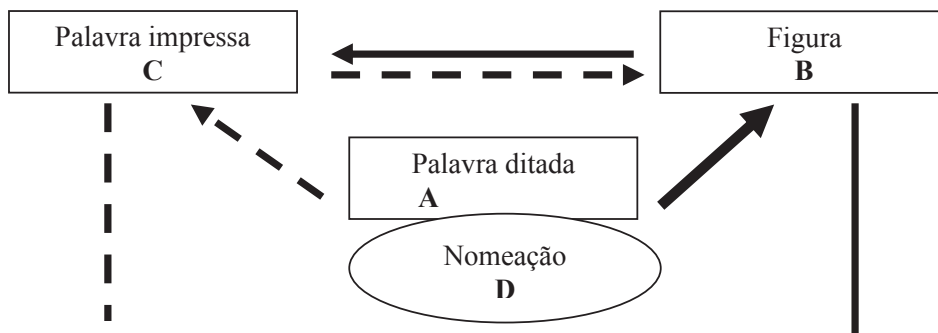 Palavra impressa
C
Figura
B
Palavra ditada
A
Nomeação
D